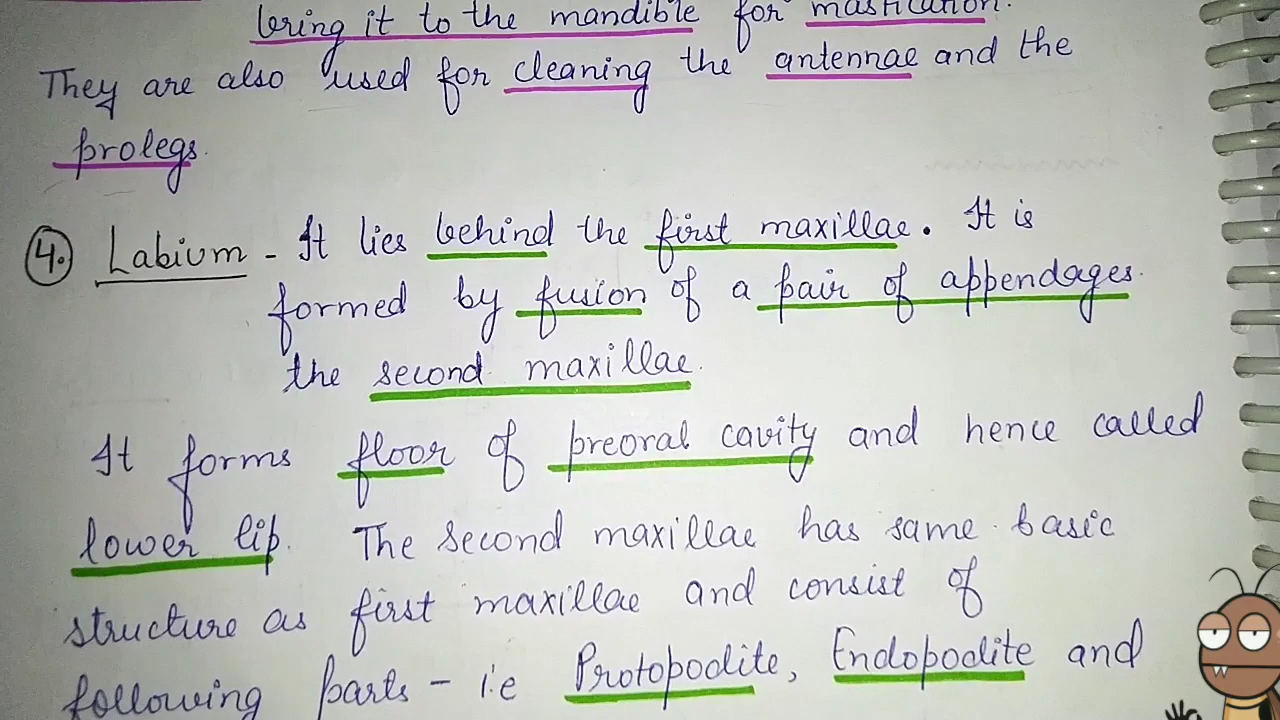 bring it to the mandible for mastication.
They are also used for cleaning the antennae and the
prolegs.
4. Labium - It lies behind the first maxillae. It is
formed by fusion of a pair of appendages.
the second maxillae.
It forms floor of preoral cavity and hence called
lower lip. The second maxillae has same basic
structure as first maxillae and consist of
following parts - i.e Protopodite, Endopodite and